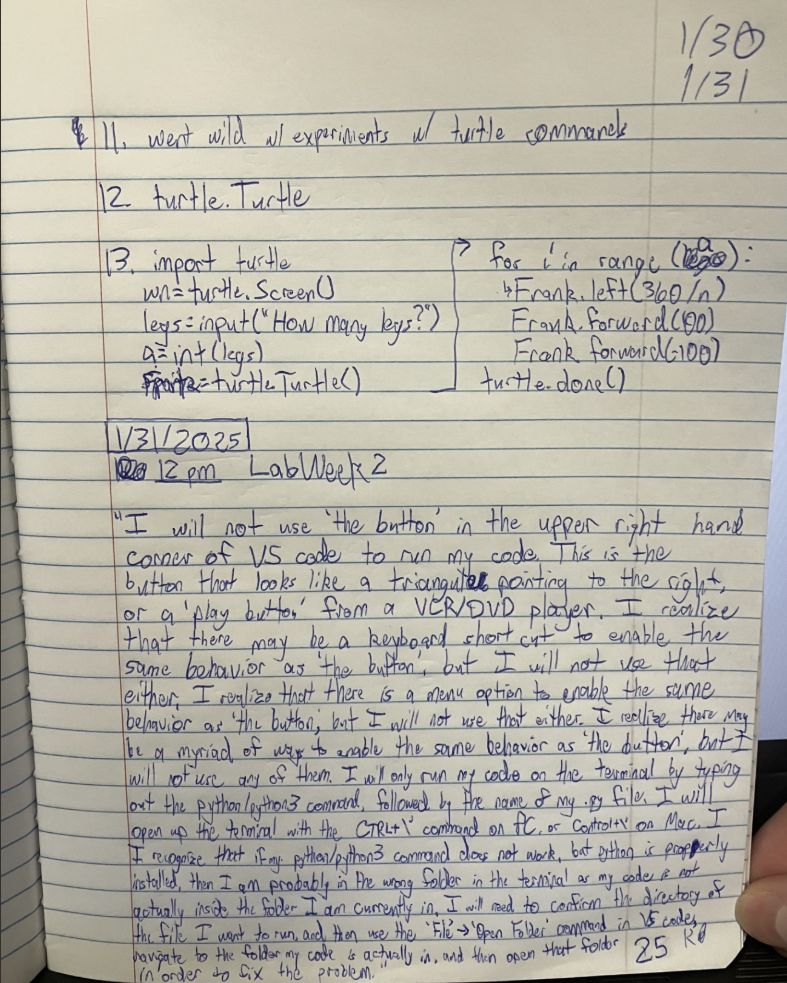 1/30
1/31
11. went wild w/ experiments w/ turtle commands
12. turtle.Turtle
13. import turtle
wn=turtle.Screen()
legs=input("How many legs?")
a=int(legs)
=turtle.Turtle()
for i in range (a):
↳Frank.left(360/n)
Frank.forward(00)
Frank forward(-100)
turtle.done()
1/31/2025
12 pm Lab Week 2
"I will not use 'the button' in the upper right hand
corner of VS code to run my code. This is the
button that looks like a triangule pointing to the right,
or a 'play button' from a VCR/DVD player. I realize
that there may be a keyboard short cut to enable the
same behavior as 'the button', but I will not use that
either. I realize that there is a menu option to enable the same
behavior as 'the button', but I will not use that either. I realize there may
be a myriad of ways to enable the same behavior as 'the button', but I
will not use any of them. I will only run my code on the terminal by typing
out the python/python3 command, followed by the name of my .py file. I will
open up the terminal with the CTRL+\' command on PC, or Control+\' on Mac. I
I recognize that if my python/python3 command does not work, but python is properly
installed, then I am probably in the wrong folder in the terminal as my code is not
actually inside the folder I am currently in. I will need to confirm the directory of
the file I want to run, and then use the 'File → 'Open Folder' command in VS code,
navigate to the folder my code is actually in, and then open that folder
in order to fix the problem."
25